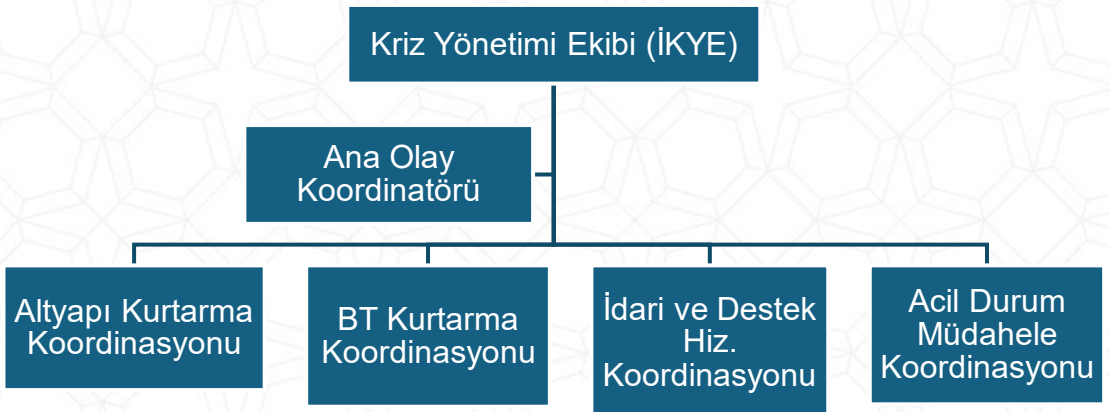 Kriz Yönetimi Ekibi (İKYE)
Ana Olay
Koordinatörü
Altyapı Kurtarma
Koordinasyonu
BT Kurtarma
Koordinasyonu
İdari ve Destek
Hiz.
Koordinasyonu
Acil Durum
Müdahele
Koordinasyonu